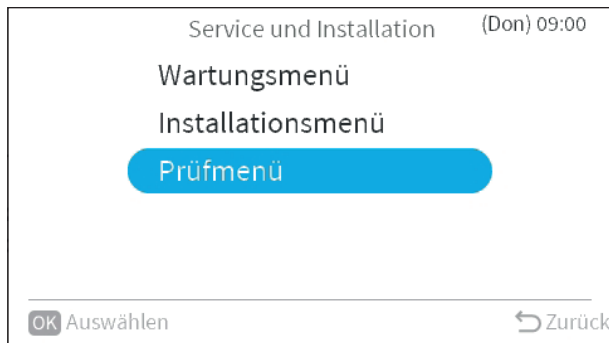 Service und Installation (Don) 09:00
Wartungsmenü
Installationsmenü
Prüfmenü
OK Auswählen Zurück